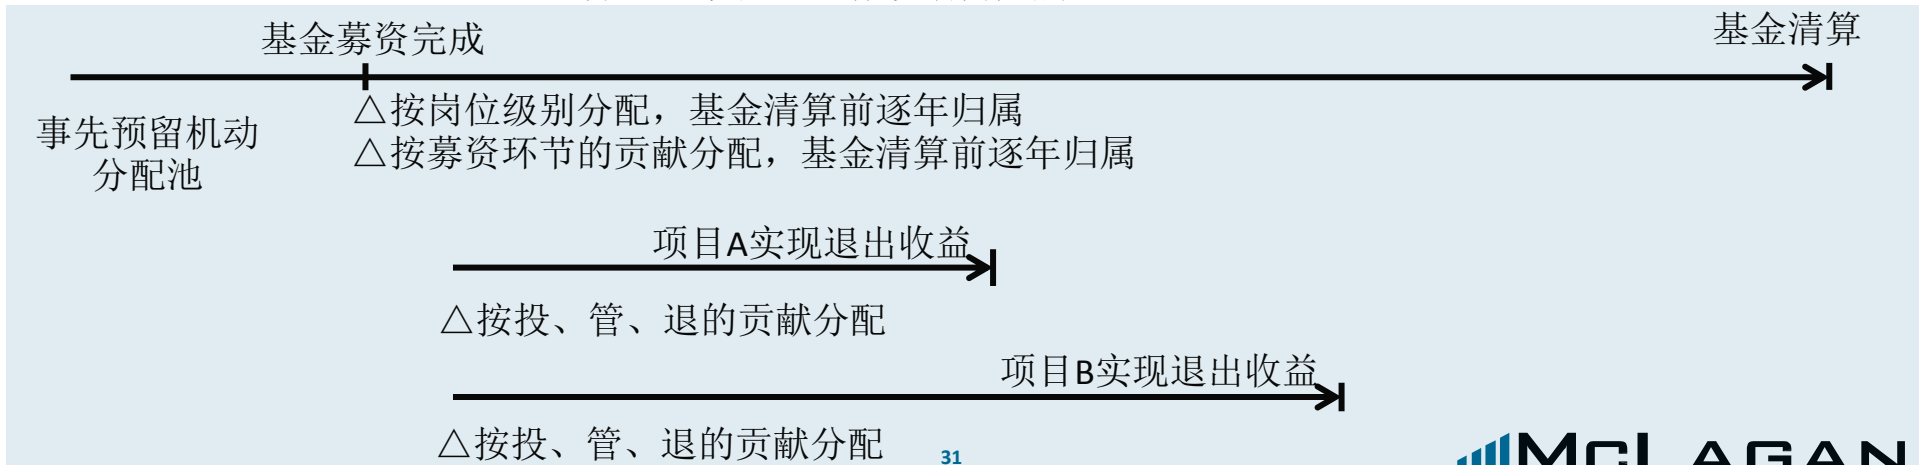 基金募资完成
基金清算
事先预留机动
分配池
△按岗位级别分配，基金清算前逐年归属
△按募资环节的贡献分配，基金清算前逐年归属
项目A实现退出收益
△按投、管、退的贡献分配
项目B实现退出收益
△按投、管、退的贡献分配
31
McLAGAN